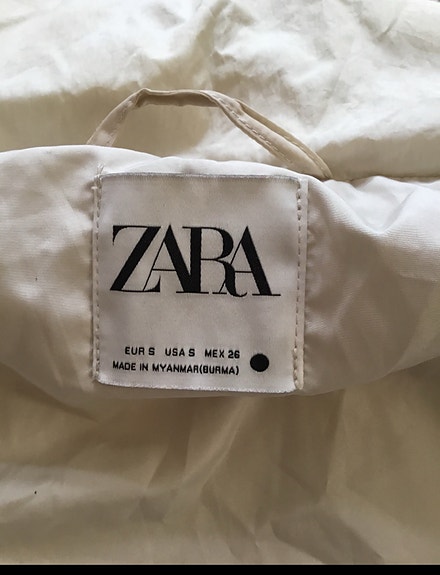 ZARA
EUR S USA S MEX 26
MADE IN MYANMAR(BURMA)